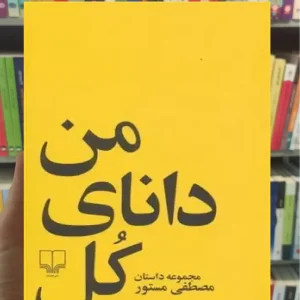 من
دانای
کُل
مجموعه داستان
مصطفی مستور